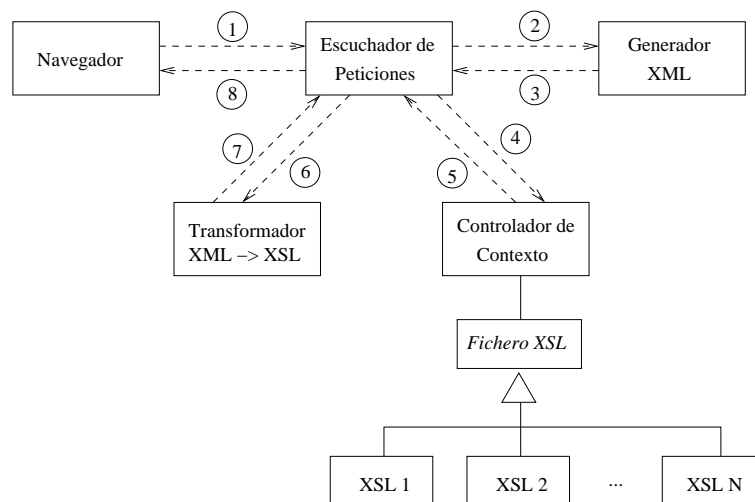 1
2
Navegador
Escuchador de
Peticiones
Generador
XML
8
3
7
6
4
5
Transformador
XML −> XSL
Controlador de
Contexto
Fichero XSL
XSL 1
XSL 2
...
XSL N